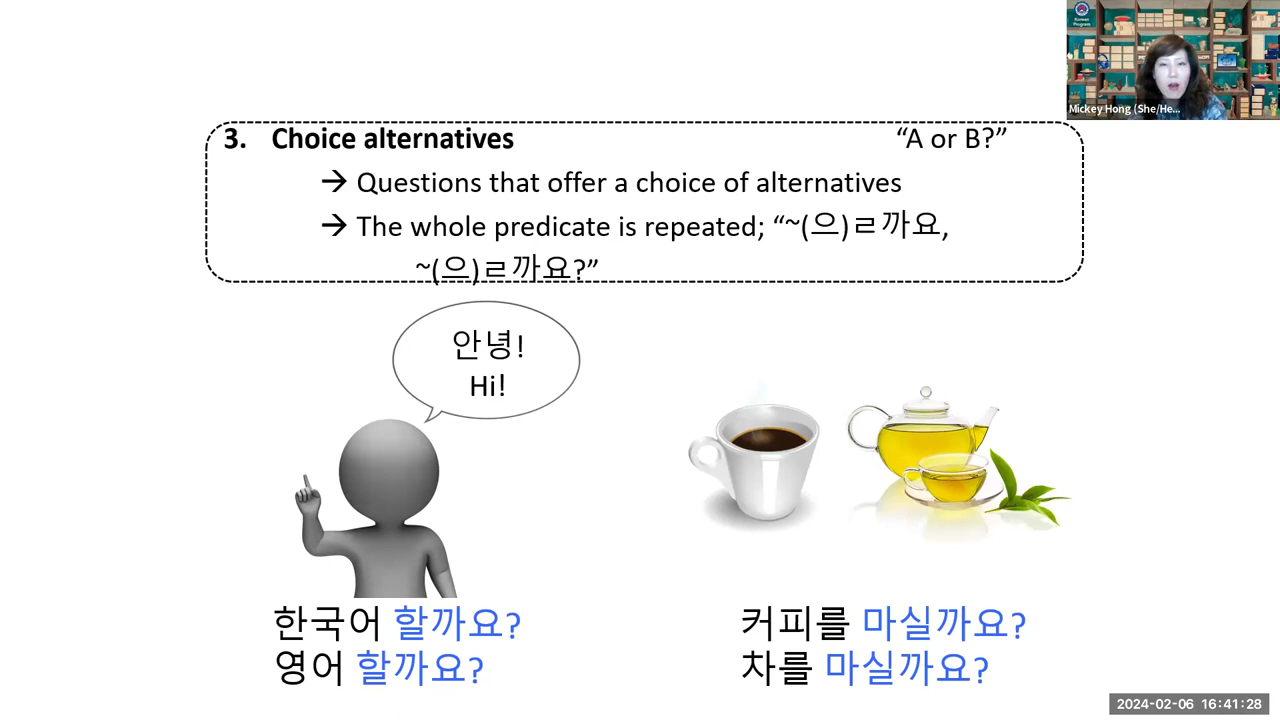 3. Choice alternatives “A or B?”
→ Questions that offer a choice of alternatives
→ The whole predicate is repeated; “~(으)ㄹ까요,
~(으)ㄹ까요?”
안녕!
Hi!
한국어 할까요?
영어 할까요?
커피를 마실까요?
차를 마실까요?
Korean
Program
Mickey Hong (She/He...
2024-02-06 16:41:28